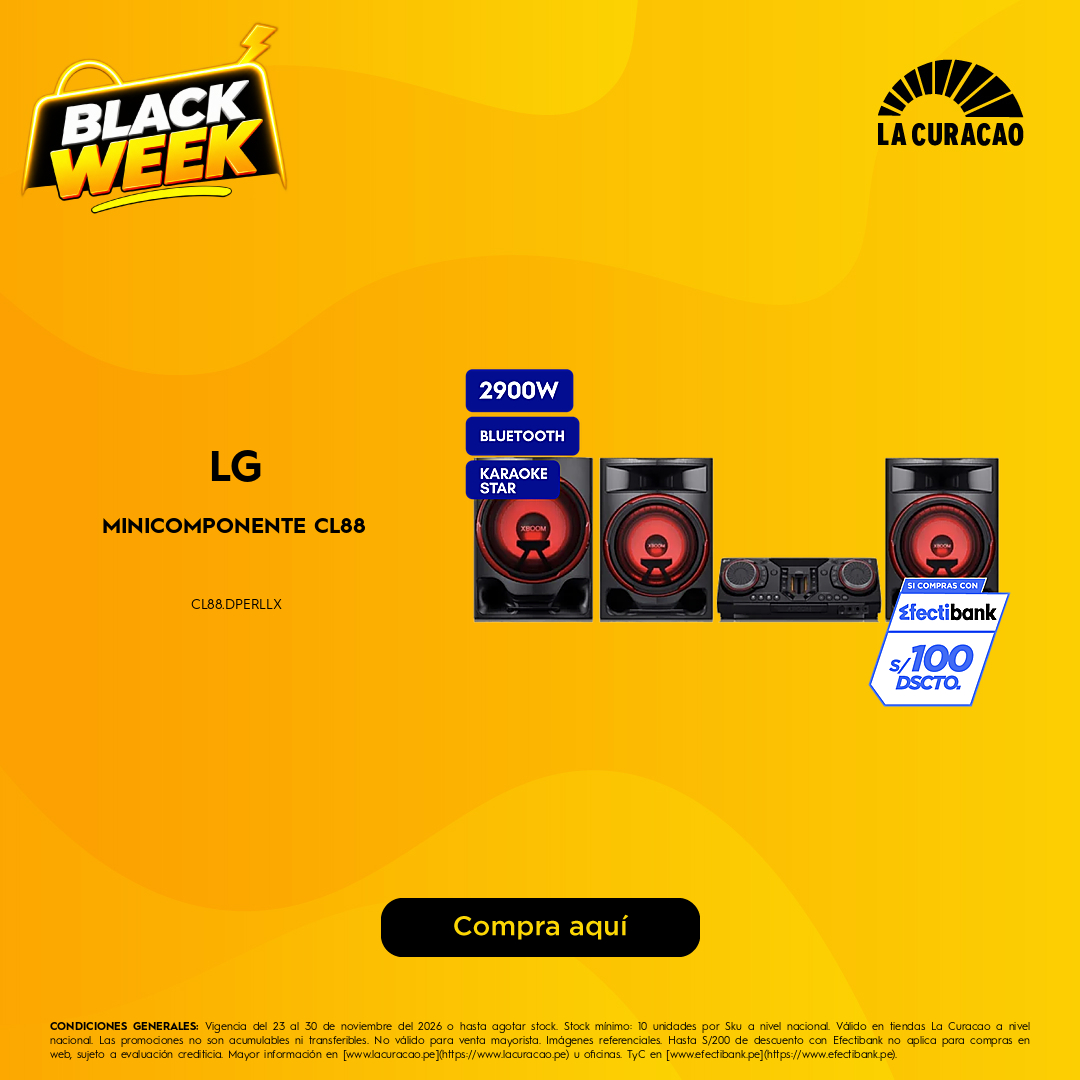 BLACK
WEEK
LA CURACAO
2900W
BLUETOOTH
KARAOKE
STAR
LG
MINICOMPONENTE CL88
CL88.DPERLLX
XBOOM
XBOOM
XBOOM
SI COMPRAS CON
Efectibank
S/100
DSCTO.
Compra aquí
CONDICIONES GENERALES: Vigencia del 23 al 30 de noviembre del 2026 o hasta agotar stock. Stock mínimo: 10 unidades por Sku a nivel nacional. Válido en tiendas La Curacao a nivel
nacional. Las promociones no son acumulables ni transferibles. No válido para venta mayorista. Imágenes referenciales. Hasta S/200 de descuento con Efectibank no aplica para compras en
web, sujeto a evaluación crediticia. Mayor información en [www.lacuracao.pe](https://www.lacuracao.pe) u oficinas. TyC en [www.efectibank.pe](https://www.efectibank.pe).